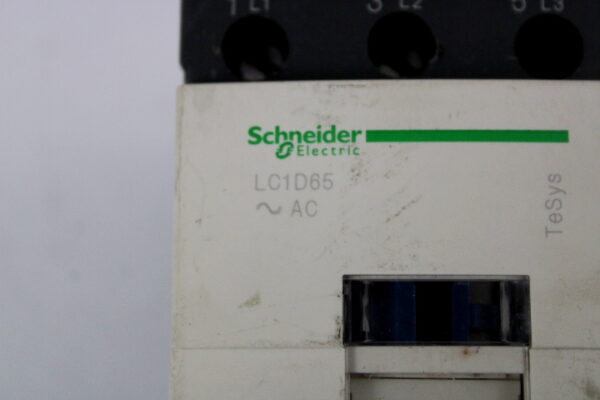 1 L1 3 L2 5 L3
Schneider
Electric
LC1D65
~ AC
TeSys